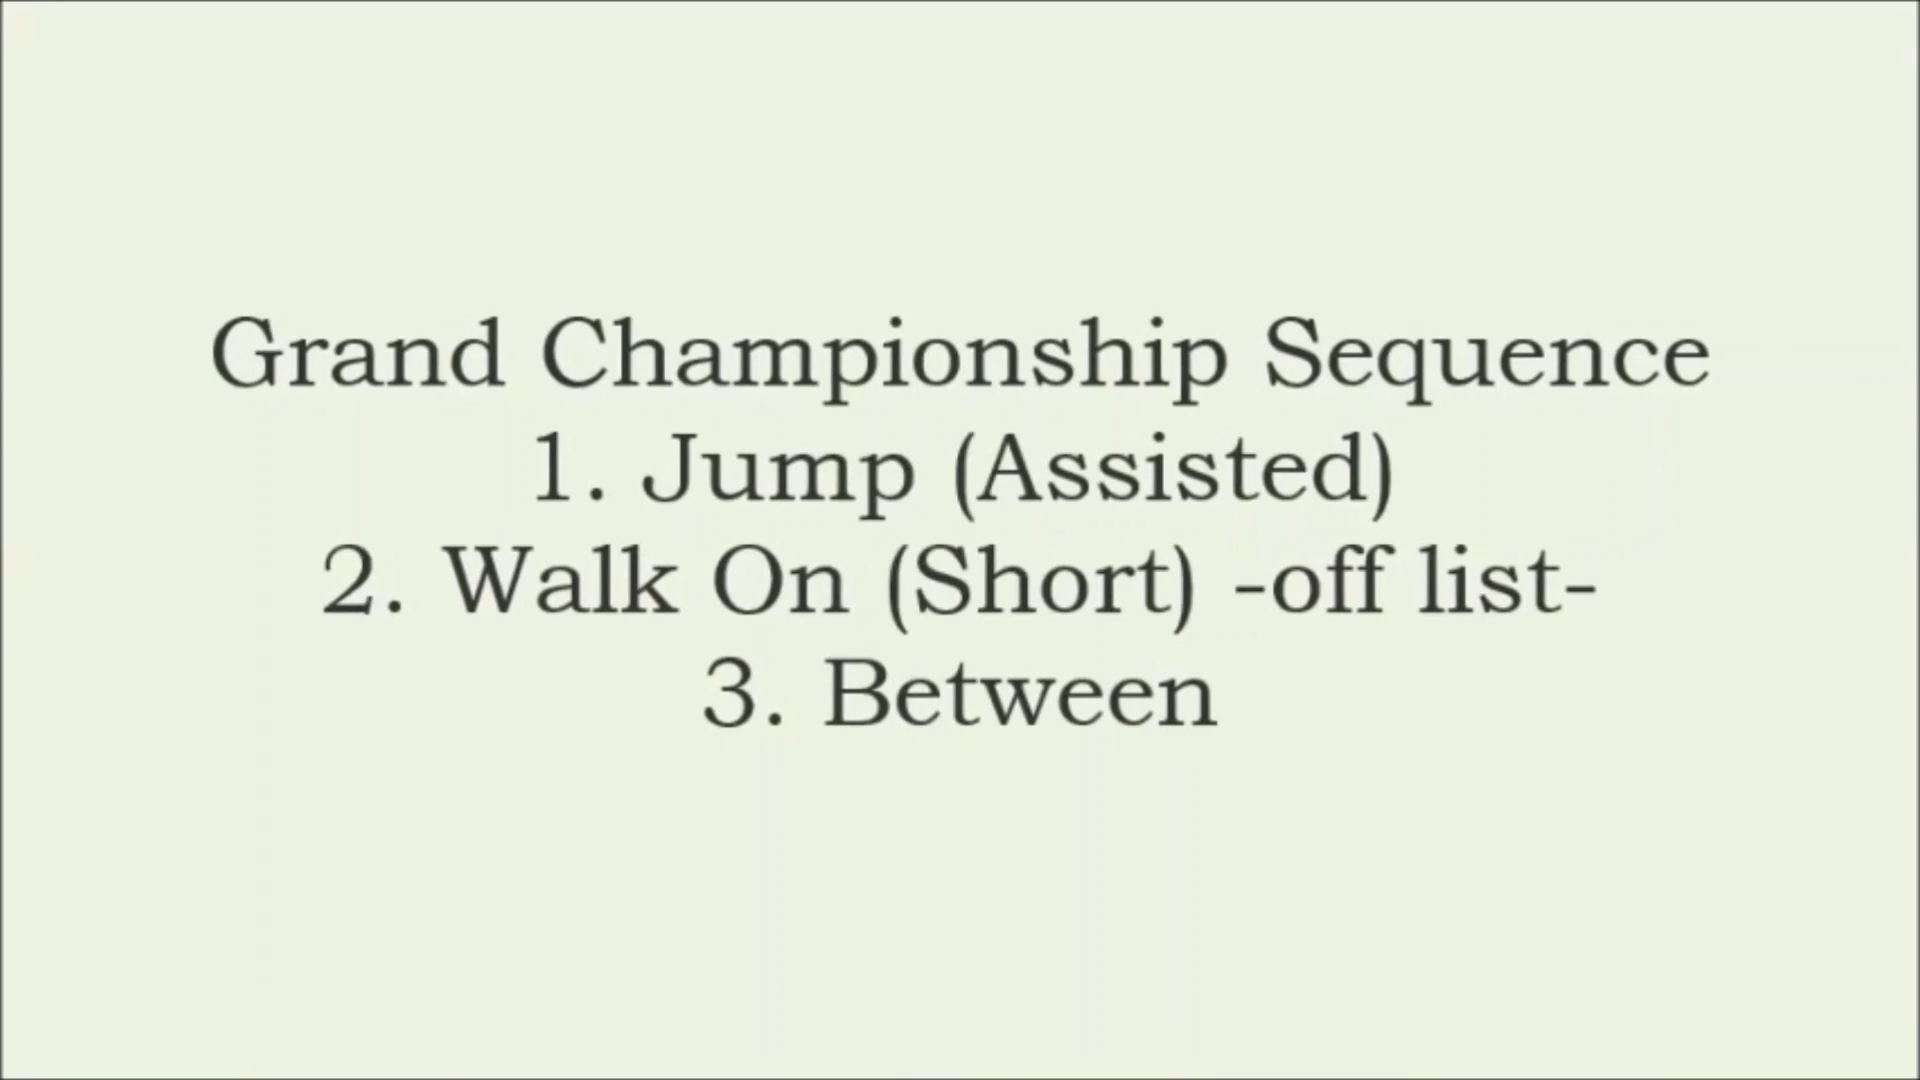 Grand Championship Sequence
1. Jump (Assisted)
2. Walk On (Short) -off list-
3. Between